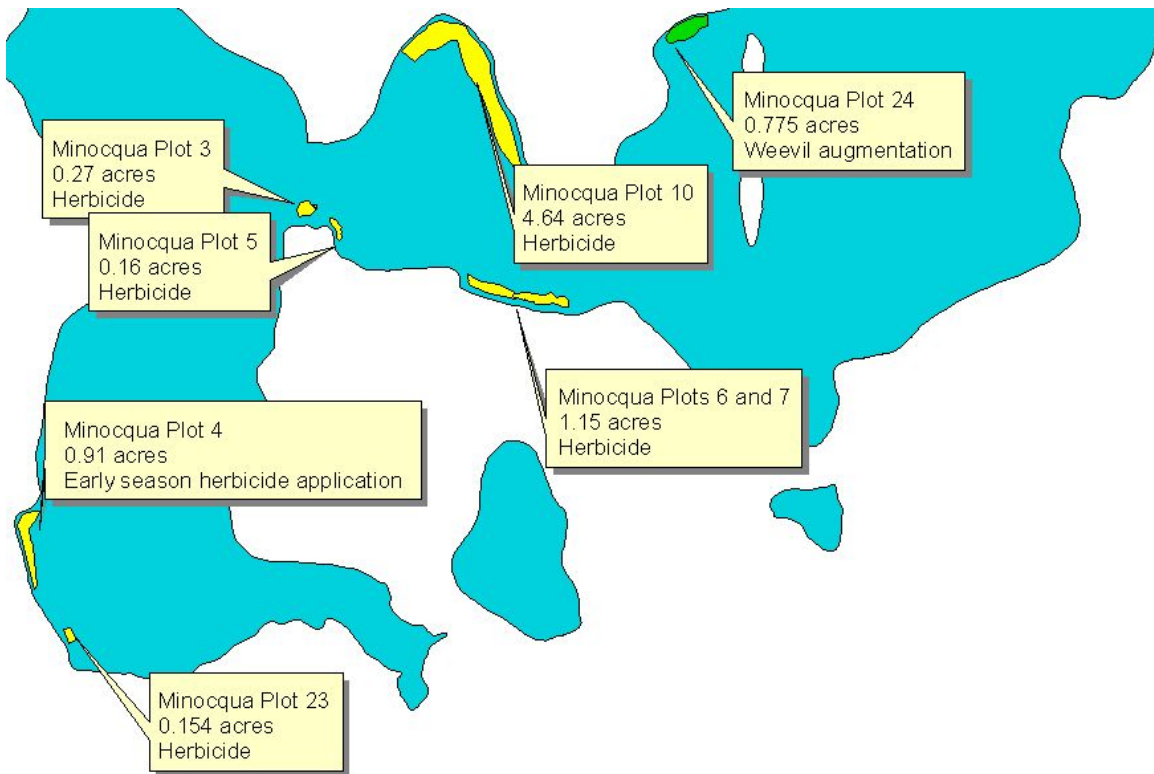 Minocqua Plot 24
0.775 acres
Weevil augmentation
Minocqua Plot 3
0.27 acres
Herbicide
Minocqua Plot 10
4.64 acres
Herbicide
Minocqua Plot 5
0.16 acres
Herbicide
Minocqua Plots 6 and 7
1.15 acres
Herbicide
Minocqua Plot 4
0.91 acres
Early season herbicide application
Minocqua Plot 23
0.154 acres
Herbicide